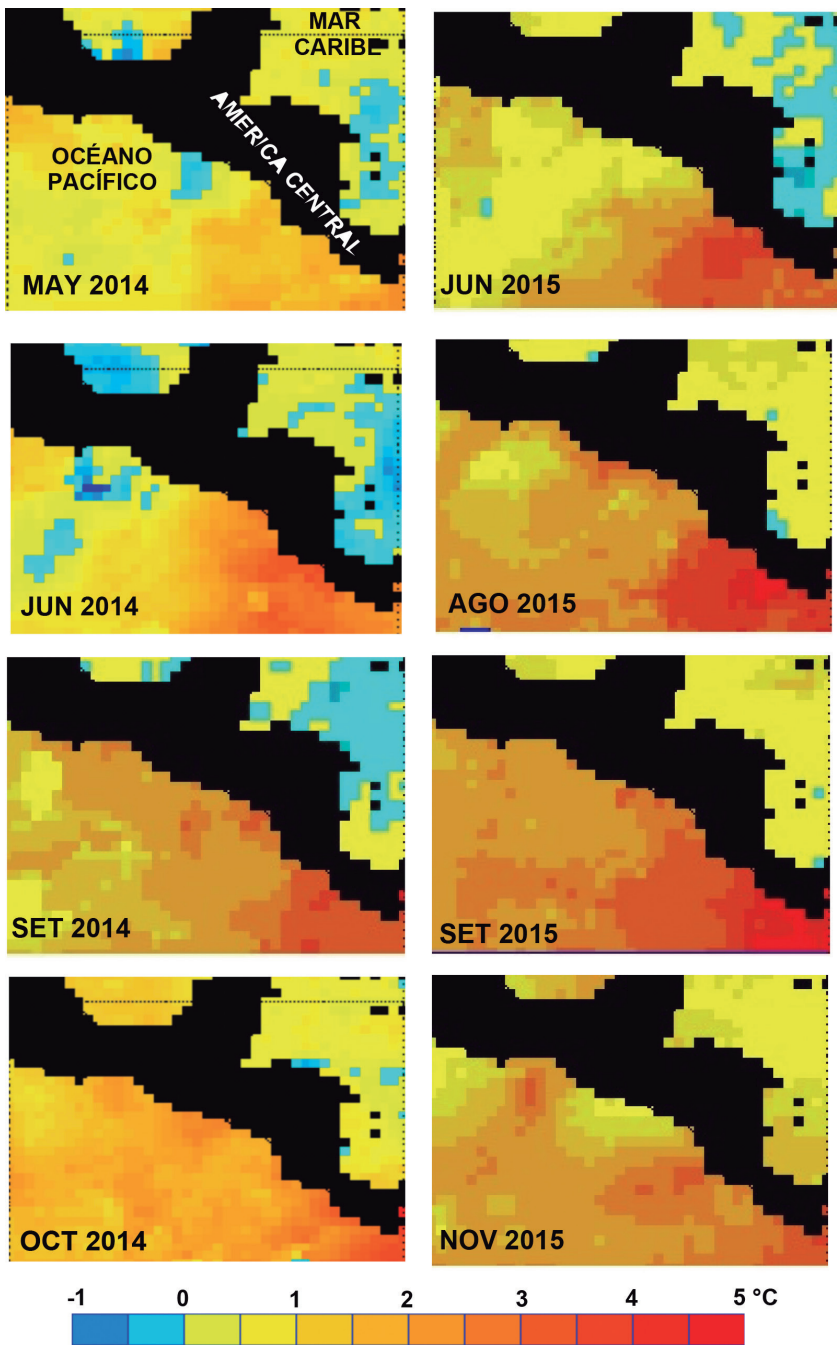 MAR
CARIBE
AMERICA CENTRAL
OCÉANO
PACÍFICO
MAY 2014
JUN 2015
JUN 2014
AGO 2015
SET 2014
SET 2015
OCT 2014
NOV 2015
-1 0 1 2 3 4 5 °C